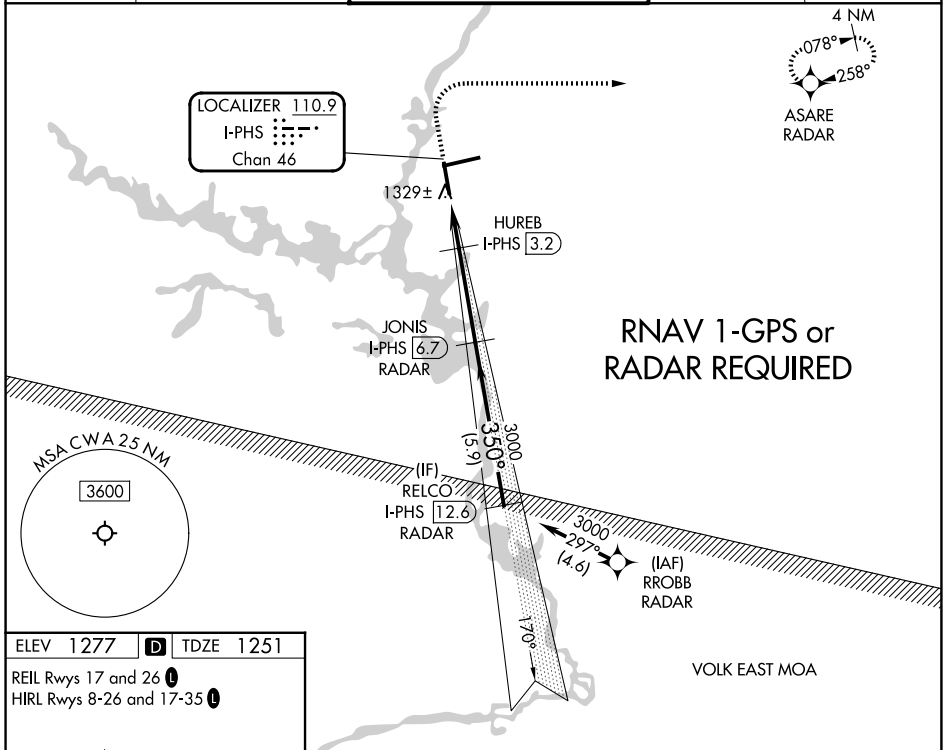 4 NM
078°
258°
ASARE
RADAR
LOCALIZER 110.9
I-PHS
Chan 46
1329±
HUREB
I-PHS 3.2
JONIS
I-PHS 6.7
RADAR
RNAV 1-GPS or
RADAR REQUIRED
3000
350°
(5.9)
MSA CWA 25 NM
3600
(IF)
RELCO
I-PHS 12.6
RADAR
3000
297°
(4.6)
(IAF)
RROBB
RADAR
170°
VOLK EAST MOA
ELEV 1277 D TDZE 1251
REIL Rwys 17 and 26 L
HIRL Rwys 8-26 and 17-35 L